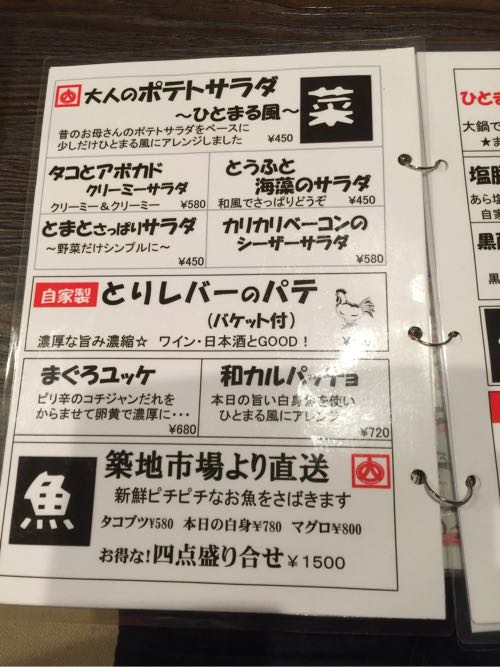 大人のポテトサラダ
～ひとまる風～
昔のお母さんのポテトサラダをベースに
少しだけひとまる風にアレンジしました ¥450
菜
タコとアボカド
クリーミーサラダ
クリーミー＆クリーミー ¥580
とうふと
海藻のサラダ
和風でさっぱりどうぞ ¥450
とまとさっぱりサラダ
～野菜だけシンプルに～
¥450
カリカリベーコンの
シーザーサラダ
¥580
自家製 とりレバーのパテ
(バケット付)
濃厚な旨み濃縮☆ ワイン・日本酒とGOOD！
まぐろユッケ
ピリ辛のコチジャンだれを
からませて卵黄で濃厚に・・・
¥680
和カルパッチョ
本日の旨い白身魚を使い
ひとまる風にアレンジ
¥720
魚
築地市場より直送
新鮮ピチピチなお魚をさばきます
タコブツ¥580 本日の白身¥780 マグロ¥800
お得な！四点盛り合せ ¥1500
ひとま
大鍋で
★ま
あら塩
自家
黒